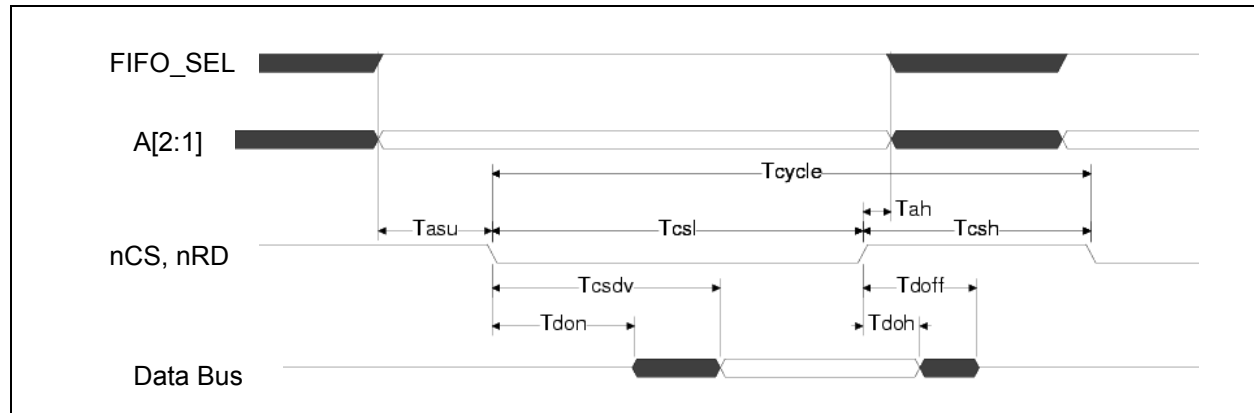 FIFO_SEL
A[2:1]
Tcycle
Tah
Tasu Tcsl Tcsh
nCS, nRD
Tcsdv Tdoff
Tdon Tdoh
Data Bus